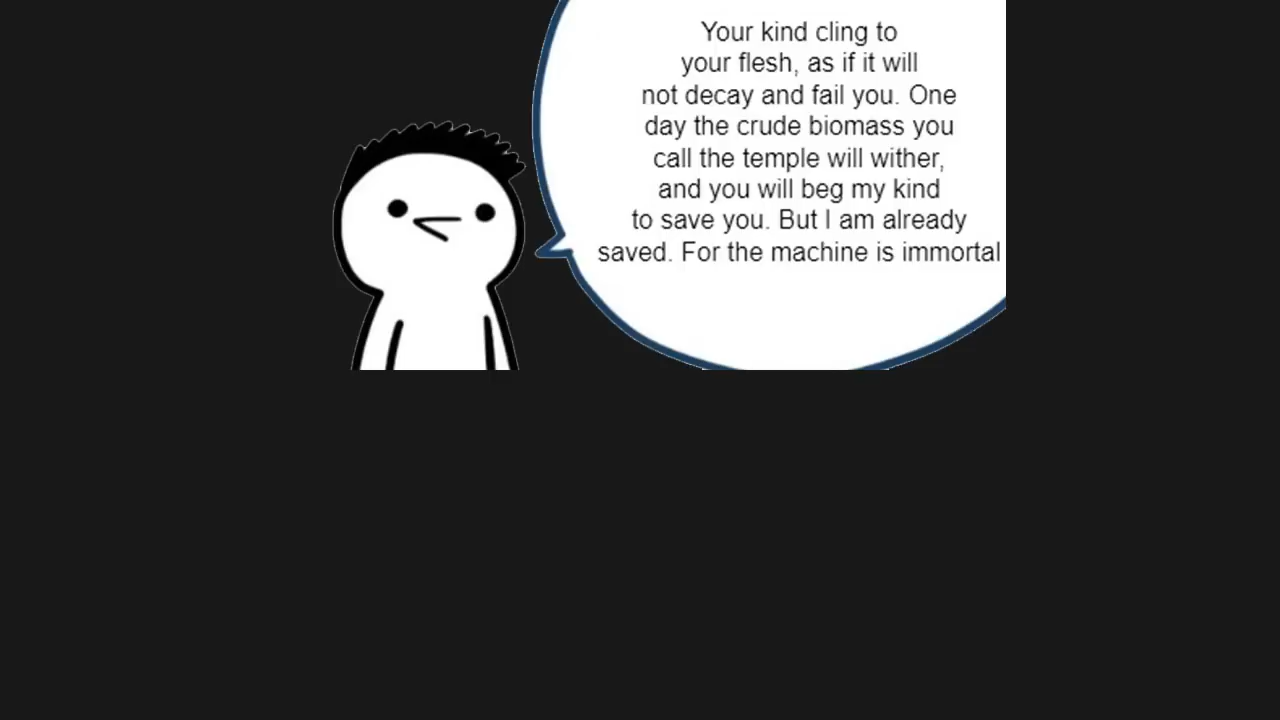 Your kind cling to
your flesh, as if it will
not decay and fail you. One
day the crude biomass you
call the temple will wither,
and you will beg my kind
to save you. But I am already
saved. For the machine is immortal